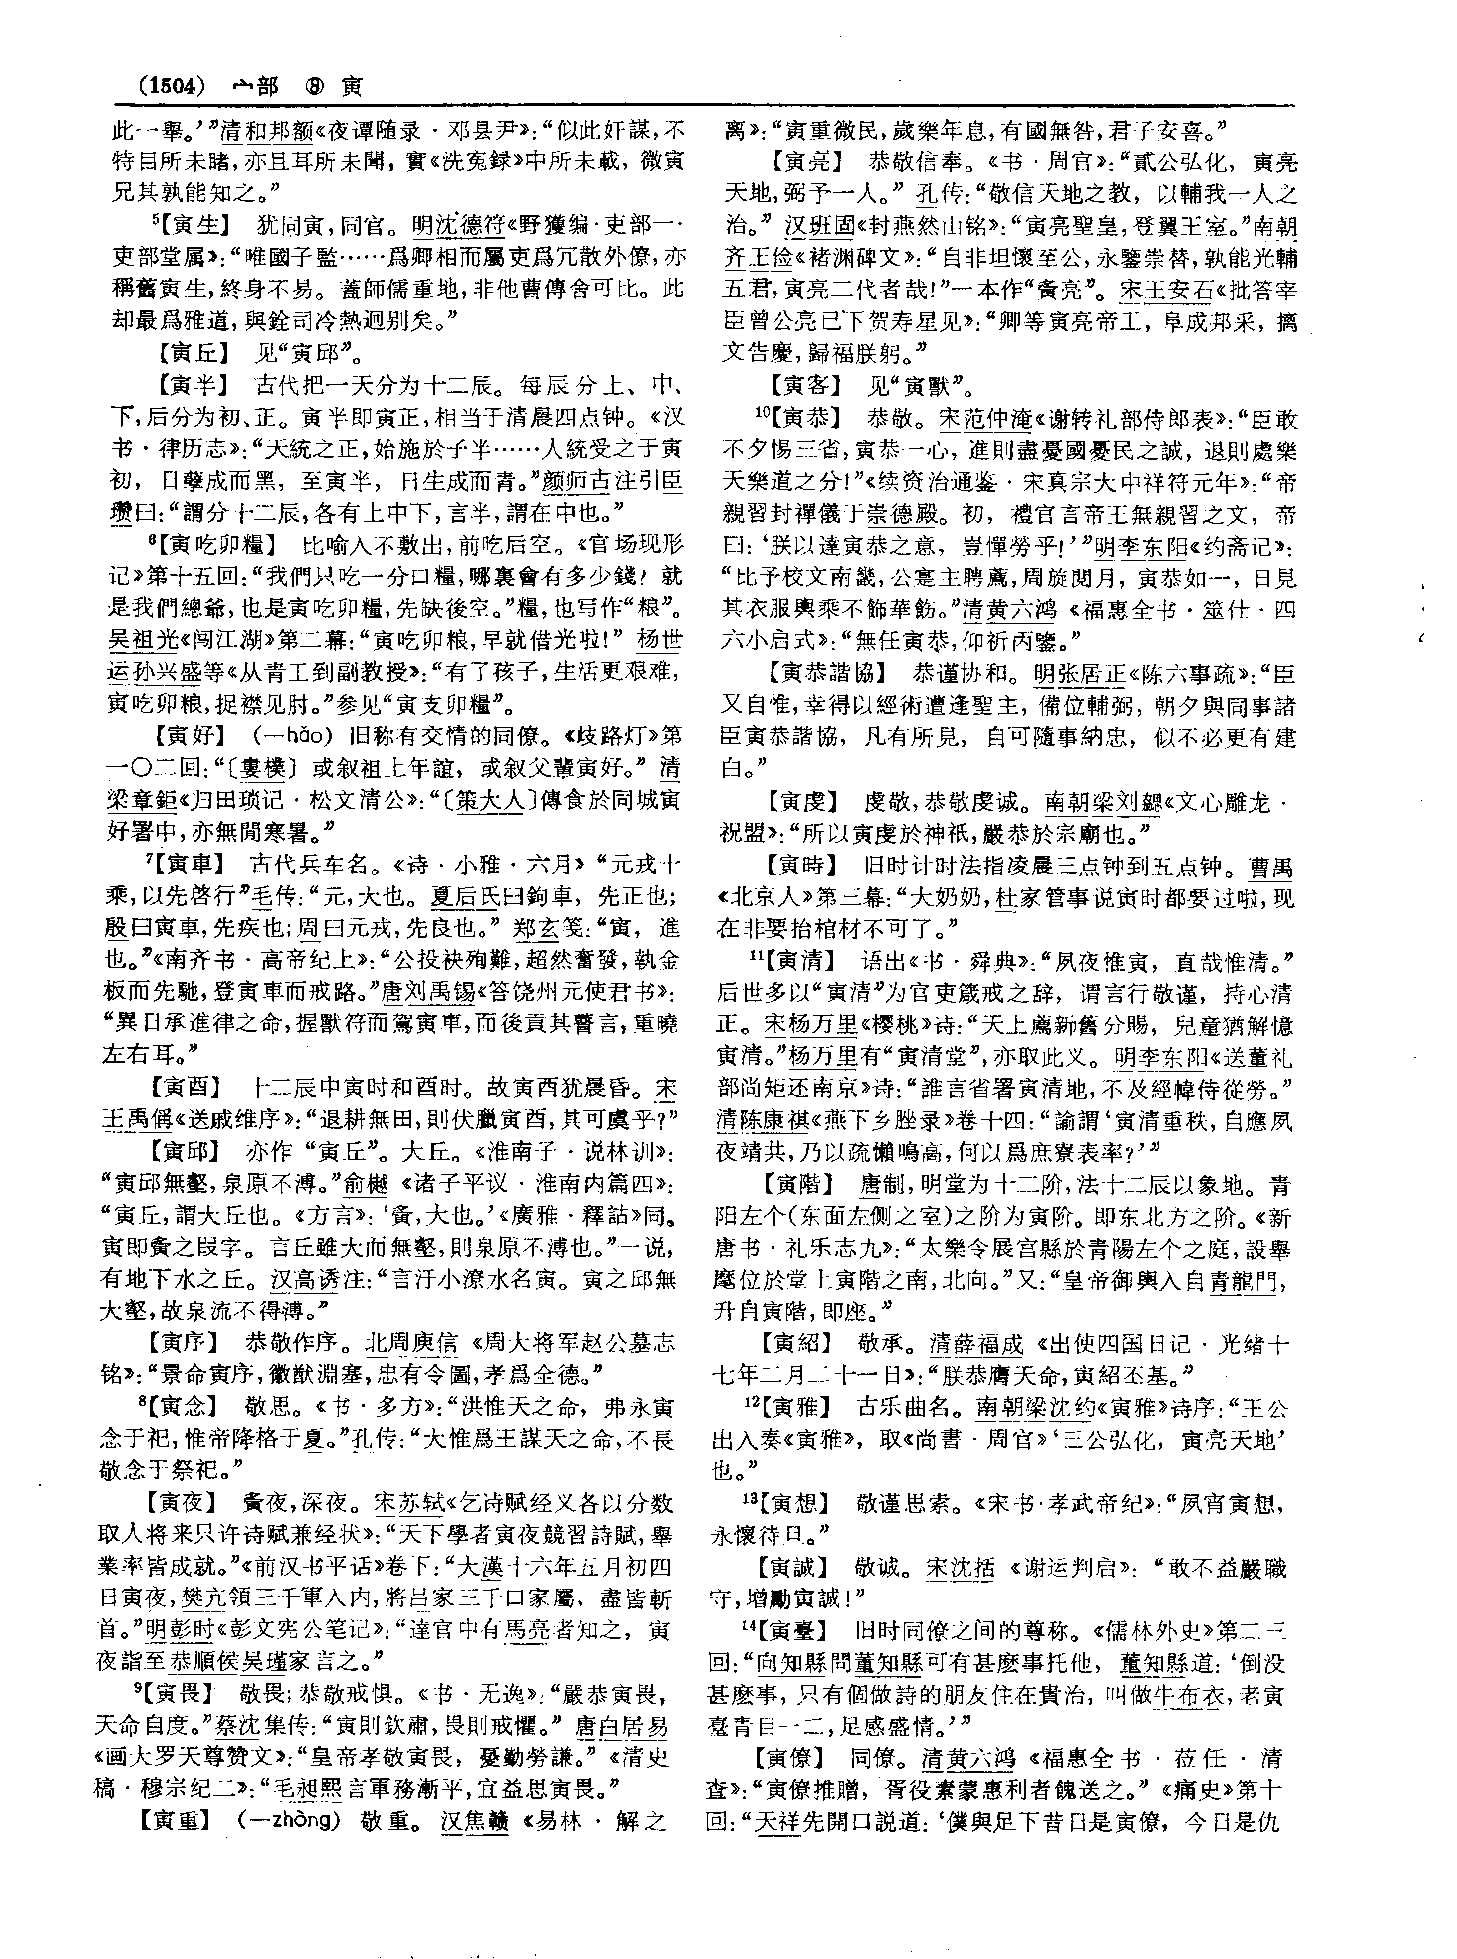 (1504) 宀部 ⑧ 寅
此一舉。’”清和邦额《夜谭随录·邓县尹》：“似此奸謀，不
特目所未睹，亦且耳所未聞，實《洗冤録》中所未載，微寅
兄其孰能知之。”
⁵【寅生】 犹同寅，同官。明沈德符《野獲编·吏部一·
吏部堂属》：“唯國子監……爲卿相而屬吏爲冗散外僚，亦
稱舊寅生，終身不易。蓋師儒重地，非他曹傳舍可比。此
却最爲雅道，與銓司冷熱迥别矣。”
【寅丘】 见“寅邱”。
【寅半】 古代把一天分为十二辰。每辰分上、中、
下，后分为初、正。寅半即寅正，相当于清晨四点钟。《汉
书·律历志》：“天統之正，始施於子半……人統受之于寅
初，日孽成而黑，至寅半，日生成而青。”颜师古注引臣
瓒曰：“謂分十二辰，各有上中下，言半，謂在中也。”
⁶【寅吃卯糧】 比喻入不敷出，前吃后空。《官场现形
记》第十五回：“我們只吃一分口糧，哪裏會有多少錢？就
是我們總爺，也是寅吃卯糧，先缺後空。”糧，也写作“粮”。
吴祖光《闯江湖》第二幕：“寅吃卯粮，早就借光啦！” 杨世
运孙兴盛等《从青工到副教授》：“有了孩子，生活更艰难，
寅吃卯粮，捉襟见肘。”参见“寅支卯糧”。
【寅好】 （—hǎo）旧称有交情的同僚。《歧路灯》第
一〇二回：“〔婁樸〕或叙祖上年誼，或叙父輩寅好。” 清
梁章鉅《归田琐记·松文清公》：“〔策大人〕傳食於同城寅
好署中，亦無間寒暑。”
⁷【寅車】 古代兵车名。《诗·小雅·六月》“元戎十
乘，以先啓行”毛传：“元，大也。夏后氏曰鉤車，先正也；
殷曰寅車，先疾也；周曰元戎，先良也。” 郑玄笺：“寅，進
也。”《南齐书·高帝纪上》：“公投袂殉難，超然奮發，執金
板而先馳，登寅車而戒路。”唐刘禹锡《答饶州元使君书》：
“異日承進律之命，握獸符而駕寅車，而後貢其瞽言，重曉
左右耳。”
【寅酉】 十二辰中寅时和酉时。故寅酉犹晨昏。宋
王禹偁《送戚维序》：“退耕無田，則伏臘寅酉，其可虞乎？”
【寅邱】 亦作“寅丘”。大丘。《淮南子·说林训》：
“寅邱無壑，泉原不溥。”俞樾《诸子平议·淮南内篇四》：
“寅丘，謂大丘也。《方言》：‘夤，大也。’《廣雅·釋詁》同。
寅即夤之叚字。言丘雖大而無壑，則泉原不溥也。”一说，
有地下水之丘。汉高诱注：“言汙小潦水名寅。寅之邱無
大壑，故泉流不得溥。”
【寅序】 恭敬作序。北周庾信《周大将军赵公墓志
铭》：“景命寅序，徽猷淵塞，忠有令圖，孝爲全德。”
⁸【寅念】 敬思。《书·多方》：“洪惟天之命，弗永寅
念于祀，惟帝降格于夏。”孔传：“大惟爲王謀天之命，不長
敬念于祭祀。”
【寅夜】 夤夜，深夜。宋苏轼《乞诗赋经义各以分数
取人将来只许诗赋兼经状》：“天下學者寅夜競習詩賦，舉
業率皆成就。”《前汉书平话》卷下：“大漢十六年五月初四
日寅夜，樊亢領三千軍入内，將吕家三千口家屬，盡皆斬
首。”明彭时《彭文宪公笔记》：“達官中有馬亮者知之，寅
夜詣至恭順侯吴瑾家言之。”
⁹【寅畏】 敬畏；恭敬戒惧。《书·无逸》：“嚴恭寅畏，
天命自度。”蔡沈集传：“寅則欽肅，畏則戒懼。” 唐白居易
《画大罗天尊赞文》：“皇帝孝敬寅畏，憂勤勞謙。”《清史
稿·穆宗纪二》：“毛昶熙言軍務漸平，宜益思寅畏。”
【寅重】 （—zhòng）敬重。汉焦赣《易林·解之
离》：“寅重微民，歲樂年息，有國無咎，君子安喜。”
【寅亮】 恭敬信奉。《书·周官》：“貳公弘化，寅亮
天地，弼予一人。” 孔传：“敬信天地之教，以輔我一人之
治。” 汉班固《封燕然山铭》：“寅亮聖皇，登翼王室。”南朝
齐王俭《褚渊碑文》：“自非坦懷至公，永鑒崇替，孰能光輔
五君，寅亮二代者哉！”一本作“夤亮”。宋王安石《批答宰
臣曾公亮已下贺寿星见》：“卿等寅亮帝工，阜成邦采，摛
文告慶，歸福朕躬。”
【寅客】 见“寅獸”。
¹⁰【寅恭】 恭敬。宋范仲淹《谢转礼部侍郎表》：“臣敢
不夕惕三省，寅恭一心，進則盡憂國憂民之誠，退則處樂
天樂道之分！”《续资治通鉴·宋真宗大中祥符元年》：“帝
親習封禪儀于崇德殿。初，禮官言帝王無親習之文，帝
曰：‘朕以達寅恭之意，豈憚勞乎！’”明李东阳《约斋记》：
“比予校文南畿，公寔主聘薦，周旋閲月，寅恭如一，日見
其衣服輿乘不飾華飭。”清黄六鸿《福惠全书·筮仕·四
六小启式》：“無任寅恭，仰祈丙鑒。”
【寅恭諧協】 恭谨协和。明张居正《陈六事疏》：“臣
又自惟，幸得以經術遭逢聖主，備位輔弼，朝夕與同事諸
臣寅恭諧協，凡有所見，自可隨事納忠，似不必更有建
白。”
【寅虔】 虔敬，恭敬虔诚。南朝梁刘勰《文心雕龙·
祝盟》：“所以寅虔於神祇，嚴恭於宗廟也。”
【寅時】 旧时计时法指凌晨三点钟到五点钟。曹禺
《北京人》第三幕：“大奶奶，杜家管事说寅时都要过啦，现
在非要抬棺材不可了。”
¹¹【寅清】 语出《书·舜典》：“夙夜惟寅，直哉惟清。”
后世多以“寅清”为官吏箴戒之辞，谓言行敬谨，持心清
正。宋杨万里《樱桃》诗：“天上薦新舊分賜，兒童猶解憶
寅清。”杨万里有“寅清堂”，亦取此义。明李东阳《送董礼
部尚矩还南京》诗：“誰言省署寅清地，不及經幃侍從勞。”
清陈康祺《燕下乡脞录》卷十四：“諭謂‘寅清重秩，自應夙
夜靖共，乃以疏懶鳴高，何以爲庶寮表率？’”
【寅階】 唐制，明堂为十二阶，法十二辰以象地。青
阳左个（东面左侧之室）之阶为寅阶。即东北方之阶。《新
唐书·礼乐志九》：“太樂令展宫縣於青陽左个之庭，設舉
麾位於堂上寅階之南，北向。”又：“皇帝御輿入自青龍門，
升自寅階，即座。”
【寅紹】 敬承。清薛福成《出使四国日记·光绪十
七年二月二十一日》：“朕恭膺天命，寅紹丕基。”
¹²【寅雅】 古乐曲名。南朝梁沈约《寅雅》诗序：“王公
出入奏《寅雅》，取《尚書·周官》‘三公弘化，寅亮天地’
也。”
¹³【寅想】 敬谨思索。《宋书·孝武帝纪》：“夙宵寅想，
永懷待旦。”
【寅誠】 敬诚。宋沈括《谢运判启》：“敢不益嚴職
守，增勵寅誠！”
¹⁴【寅臺】 旧时同僚之间的尊称。《儒林外史》第二三
回：“向知縣問董知縣可有甚麽事托他，董知縣道：‘倒没
甚麽事，只有個做詩的朋友住在貴治，叫做牛布衣，老寅
臺青目一二，足感盛情。’”
【寅僚】 同僚。清黄六鸿《福惠全书·莅任·清
查》：“寅僚推贈，胥役素蒙惠利者餽送之。”《痛史》第十
回：“天祥先開口説道：‘僕與足下昔日是寅僚，今日是仇